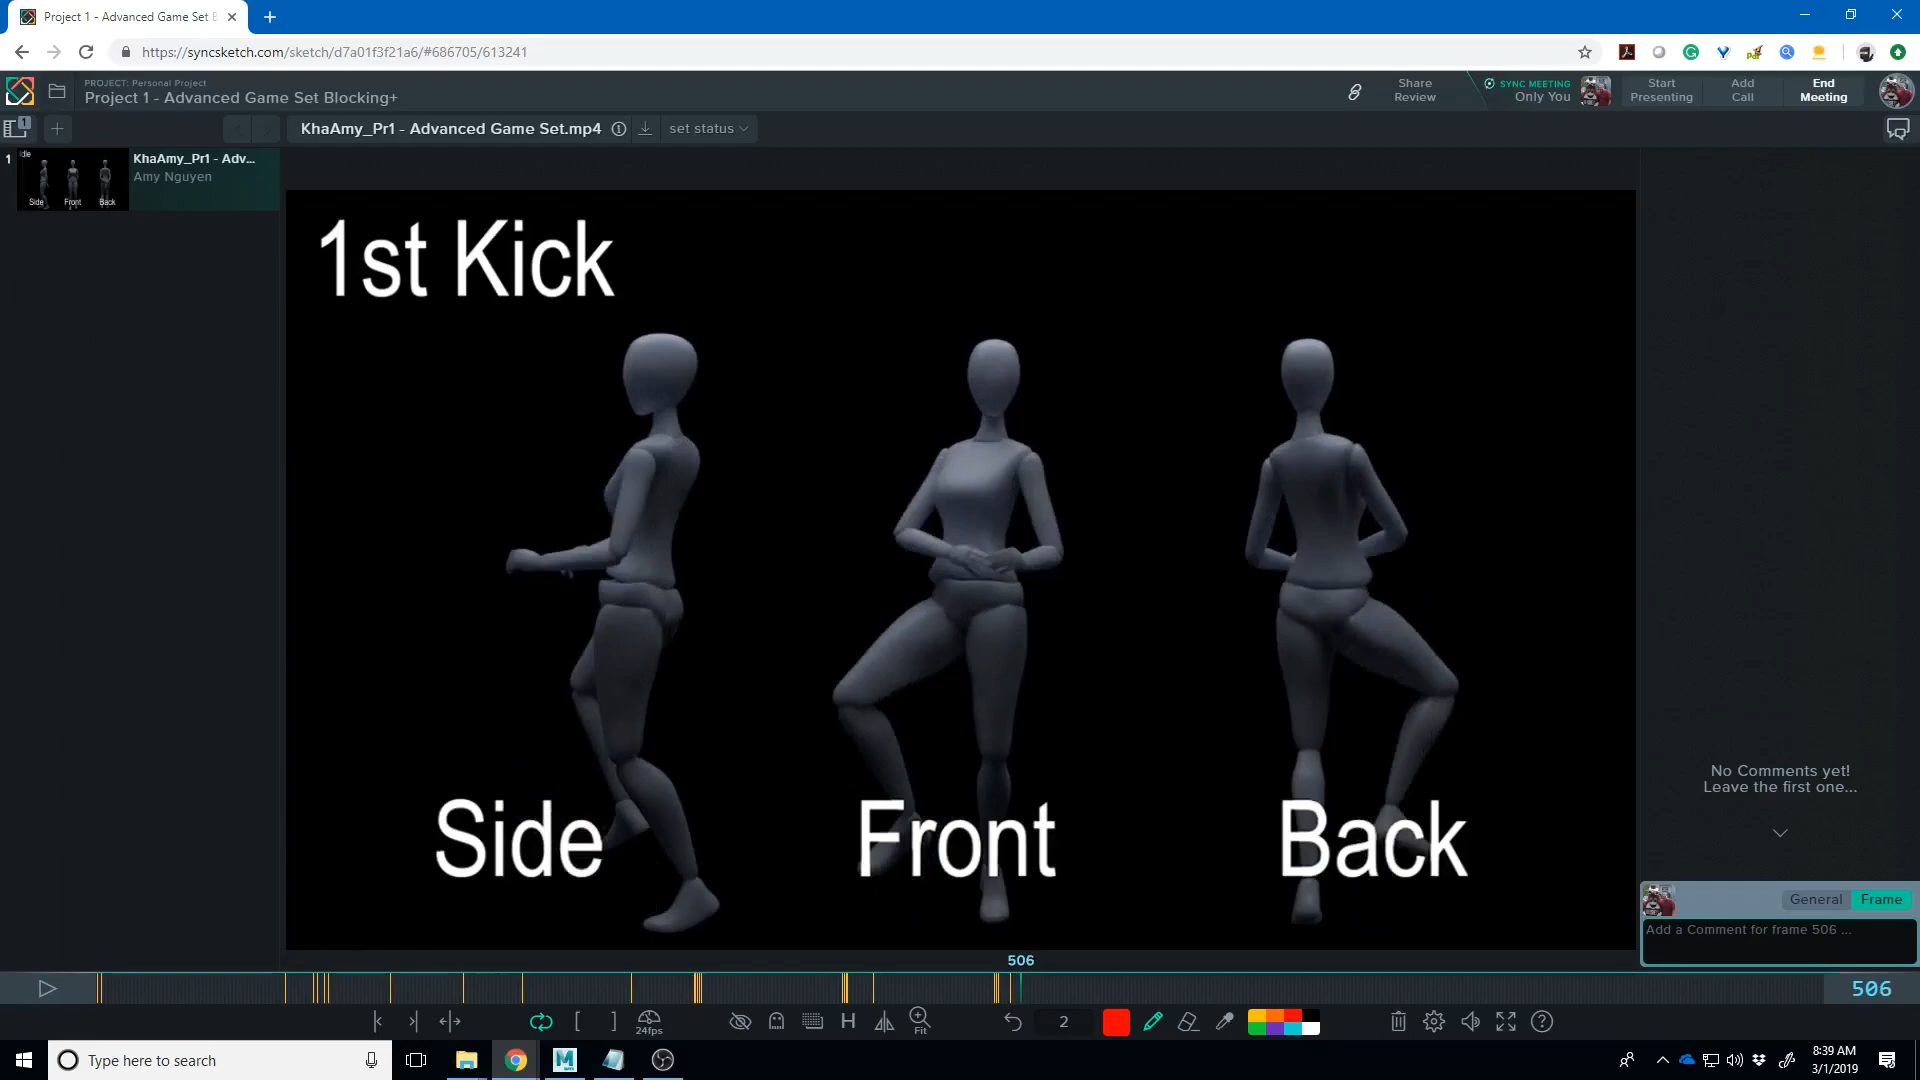 Project 1 - Advanced Game Set B
https://syncsketch.com/sketch/d7a01f3f21a6/#686705/613241
PROJECT: Personal Project
Project 1 - Advanced Game Set Blocking+
Share
Review
SYNC MEETING
Only You
Start
Presenting
Add
Call
End
Meeting
1
KhaAmy_Pr1 - Advanced Game Set.mp4
set status
1
Idle
Side
Front
Back
KhaAmy_Pr1 - Adv...
Amy Nguyen
1st Kick
Side
Front
Back
No Comments yet!
Leave the first one...
General
Frame
Add a Comment for frame 506 ...
506
506
24fps
H
Fit
2
Type here to search
8:39 AM
3/1/2019